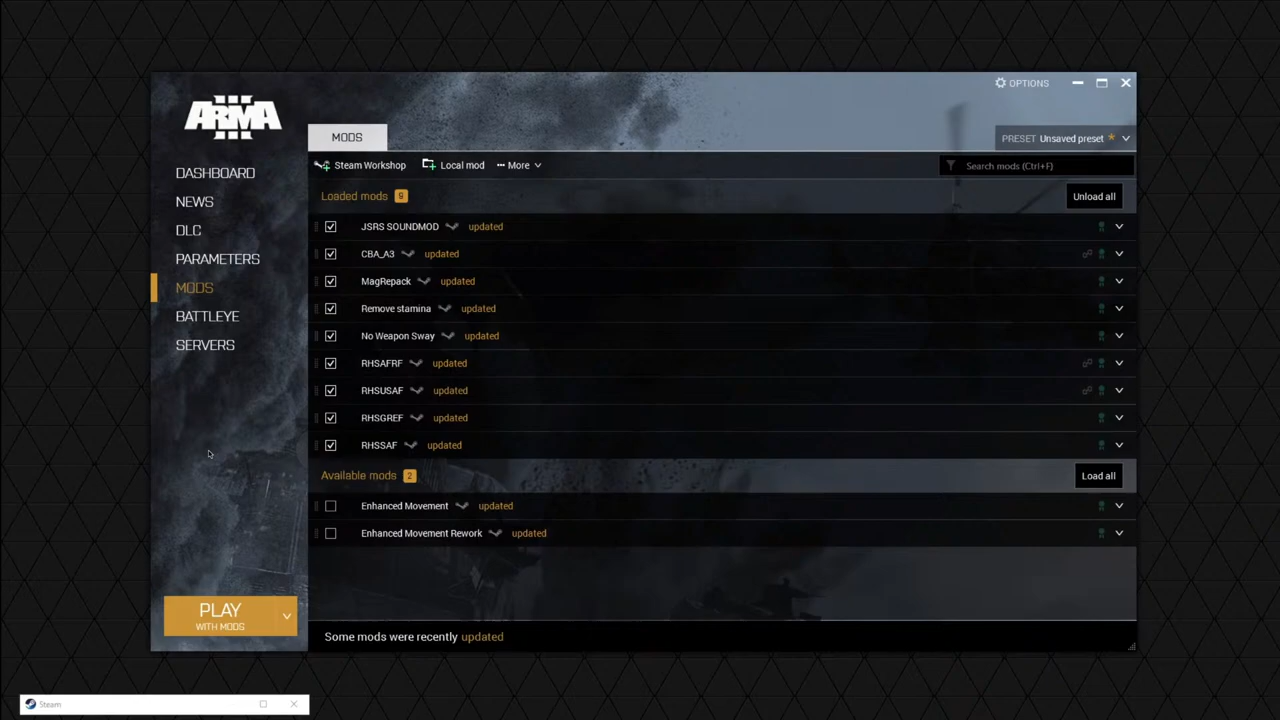 ARMA III
OPTIONS
MODS
PRESET Unsaved preset *
DASHBOARD
NEWS
DLC
PARAMETERS
MODS
BATTLEYE
SERVERS
Steam Workshop Local mod ••• More
Search mods (Ctrl+F)
Loaded mods 9
Unload all
JSRS SOUNDMOD updated
CBA_A3 updated
MagRepack updated
Remove stamina updated
No Weapon Sway updated
RHSAFRF updated
RHSUSAF updated
RHSGREF updated
RHSSAF updated
Available mods 2
Load all
Enhanced Movement updated
Enhanced Movement Rework updated
PLAY
WITH MODS
Some mods were recently updated
Steam